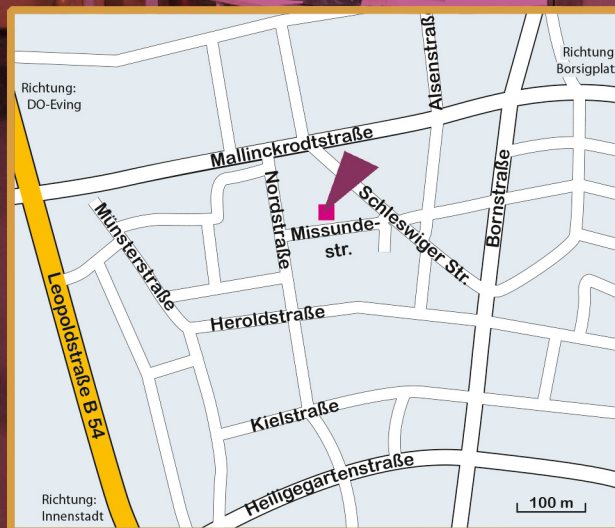 Richtung:
Borsigplat
Richtung:
DO-Eving
Alsenstraß
Mallinckrodtstraße
Bornstraße
Schleswiger Str.
Nordstraße
Missunde-
str.
Münsterstraße
Leopoldstraße B 54
Heroldstraße
Kielstraße
Heiligegartenstraße
Richtung:
Innenstadt
100 m